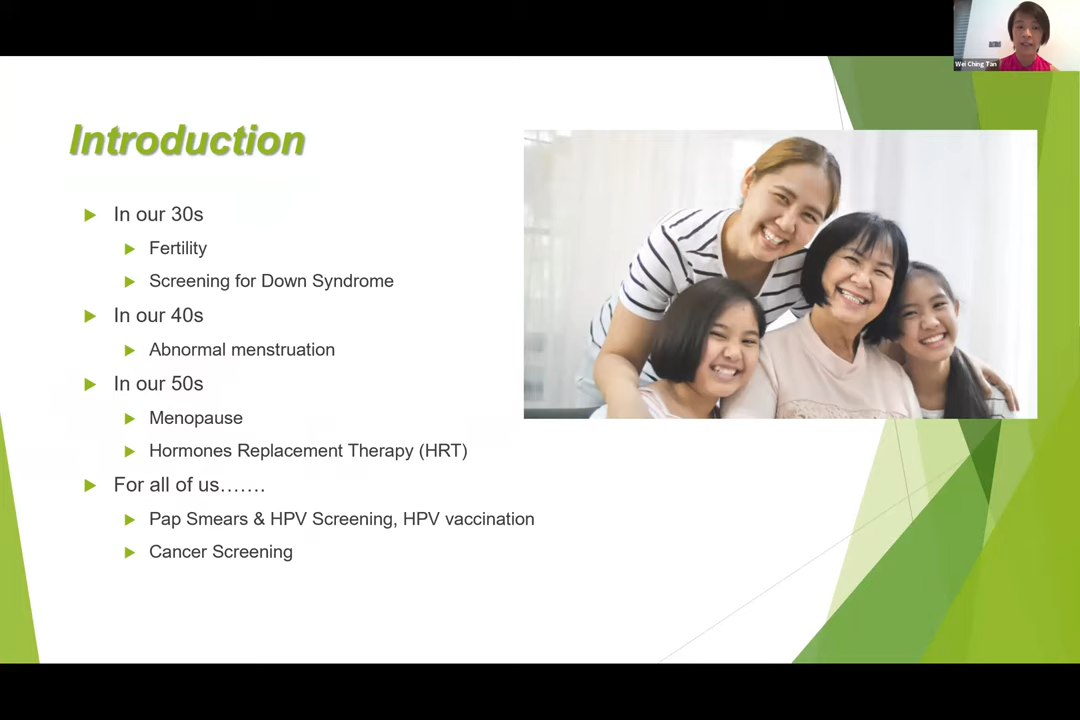 Wei Ching Tan
Introduction
In our 30s
Fertility
Screening for Down Syndrome
In our 40s
Abnormal menstruation
In our 50s
Menopause
Hormones Replacement Therapy (HRT)
For all of us…….
Pap Smears & HPV Screening, HPV vaccination
Cancer Screening